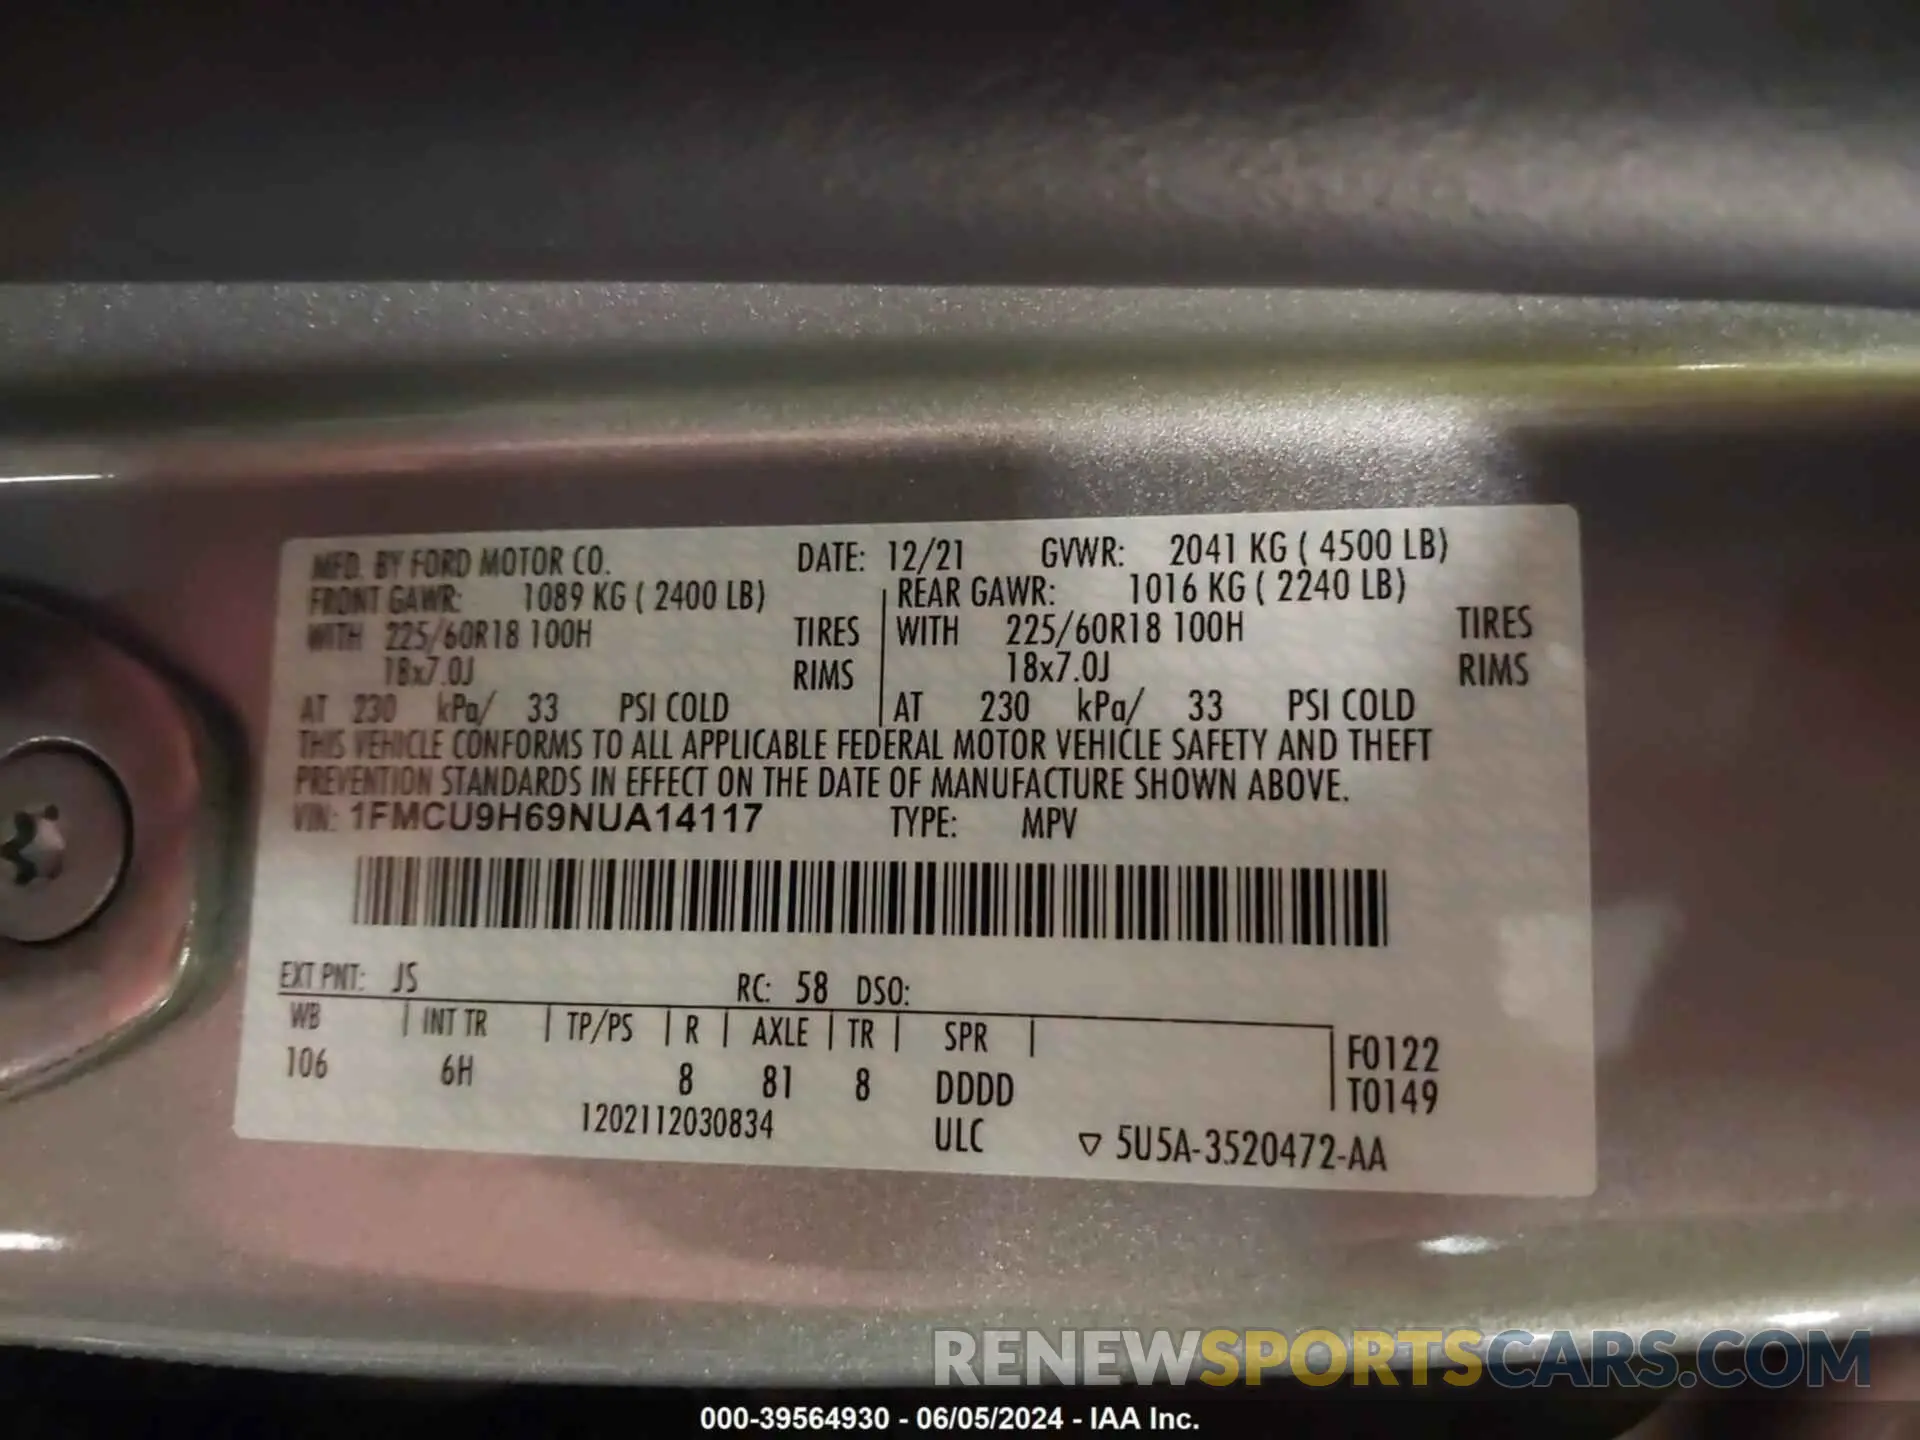 MFD. BY FORD MOTOR CO. DATE: 12/21 GVWR: 2041 KG ( 4500 LB)
FRONT GAWR: 1089 KG ( 2400 LB) REAR GAWR: 1016 KG ( 2240 LB)
WITH 225/60R18 100H TIRES WITH 225/60R18 100H TIRES
18x7.0J RIMS 18x7.0J RIMS
AT 230 kPa/ 33 PSI COLD AT 230 kPa/ 33 PSI COLD
THIS VEHICLE CONFORMS TO ALL APPLICABLE FEDERAL MOTOR VEHICLE SAFETY AND THEFT
PREVENTION STANDARDS IN EFFECT ON THE DATE OF MANUFACTURE SHOWN ABOVE.
VIN: 1FMCU9H69NUA14117 TYPE: MPV
EXT PNT: JS RC: 58 DSO:
WB INT TR TP/PS R AXLE TR SPR F0122
106 6H 8 81 8 DDDD T0149
1202112030834 ULC ▽ 5U5A-3520472-AA
RENEWSPORTSCARS.COM
000-39564930 - 06/05/2024 - IAA Inc.